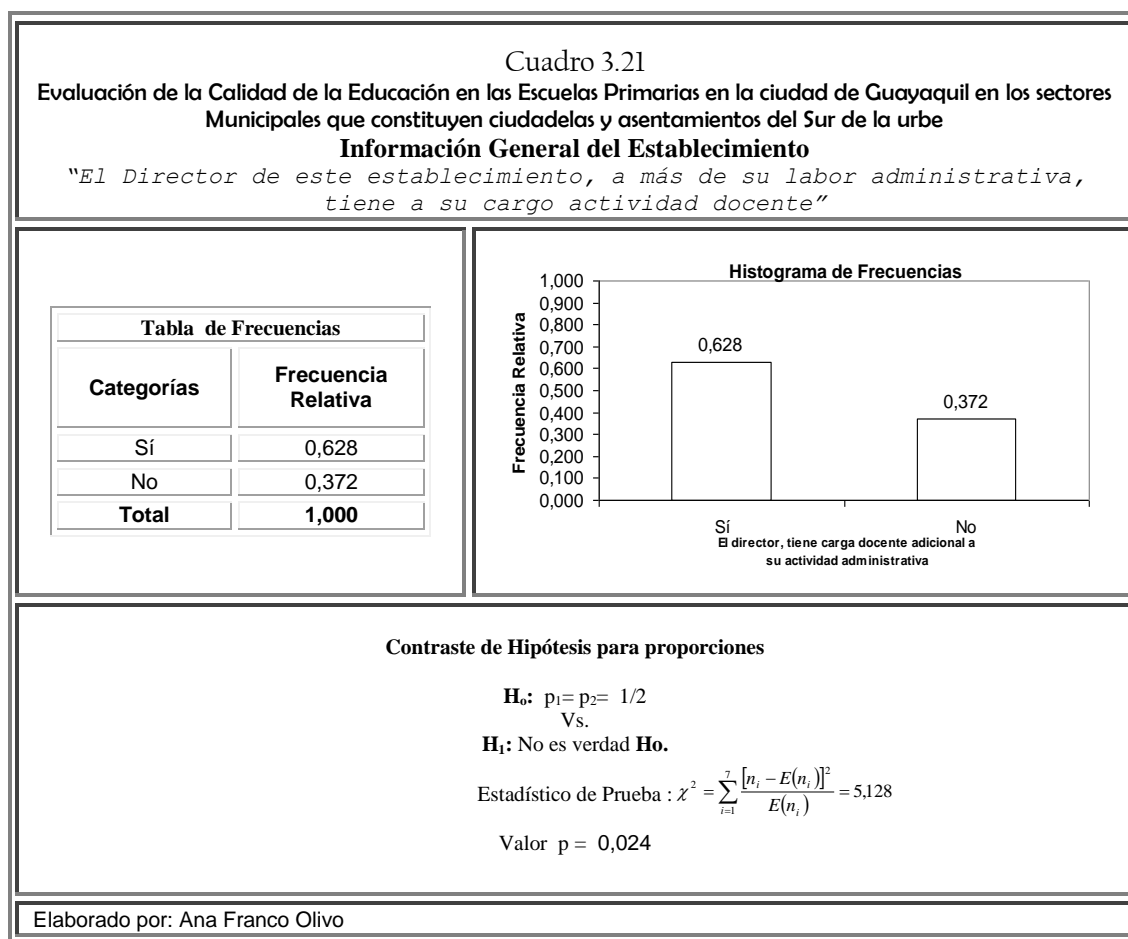 Cuadro 3.21
Evaluación de la Calidad de la Educación en las Escuelas Primarias en la ciudad de Guayaquil en los sectores
Municipales que constituyen ciudadelas y asentamientos del Sur de la urbe
Información General del Establecimiento
“El Director de este establecimiento, a más de su labor administrativa,
tiene a su cargo actividad docente”
Tabla de Frecuencias
Categorías Frecuencia Relativa
Sí 0,628
No 0,372
Total 1,000
Histograma de Frecuencias
Frecuencia Relativa
1,000
0,900
0,800
0,700
0,600
0,500
0,400
0,300
0,200
0,100
0,000
0,628
0,372
Sí No
El director, tiene carga docente adicional a
su actividad administrativa
Contraste de Hipótesis para proporciones
Ho: p1= p2= 1/2
Vs.
H1: No es verdad Ho.
Estadístico de Prueba : χ² = ∑_{i=1}^{7} [n_i − E(n_i)]² / E(n_i) = 5,128
Valor p = 0,024
Elaborado por: Ana Franco Olivo